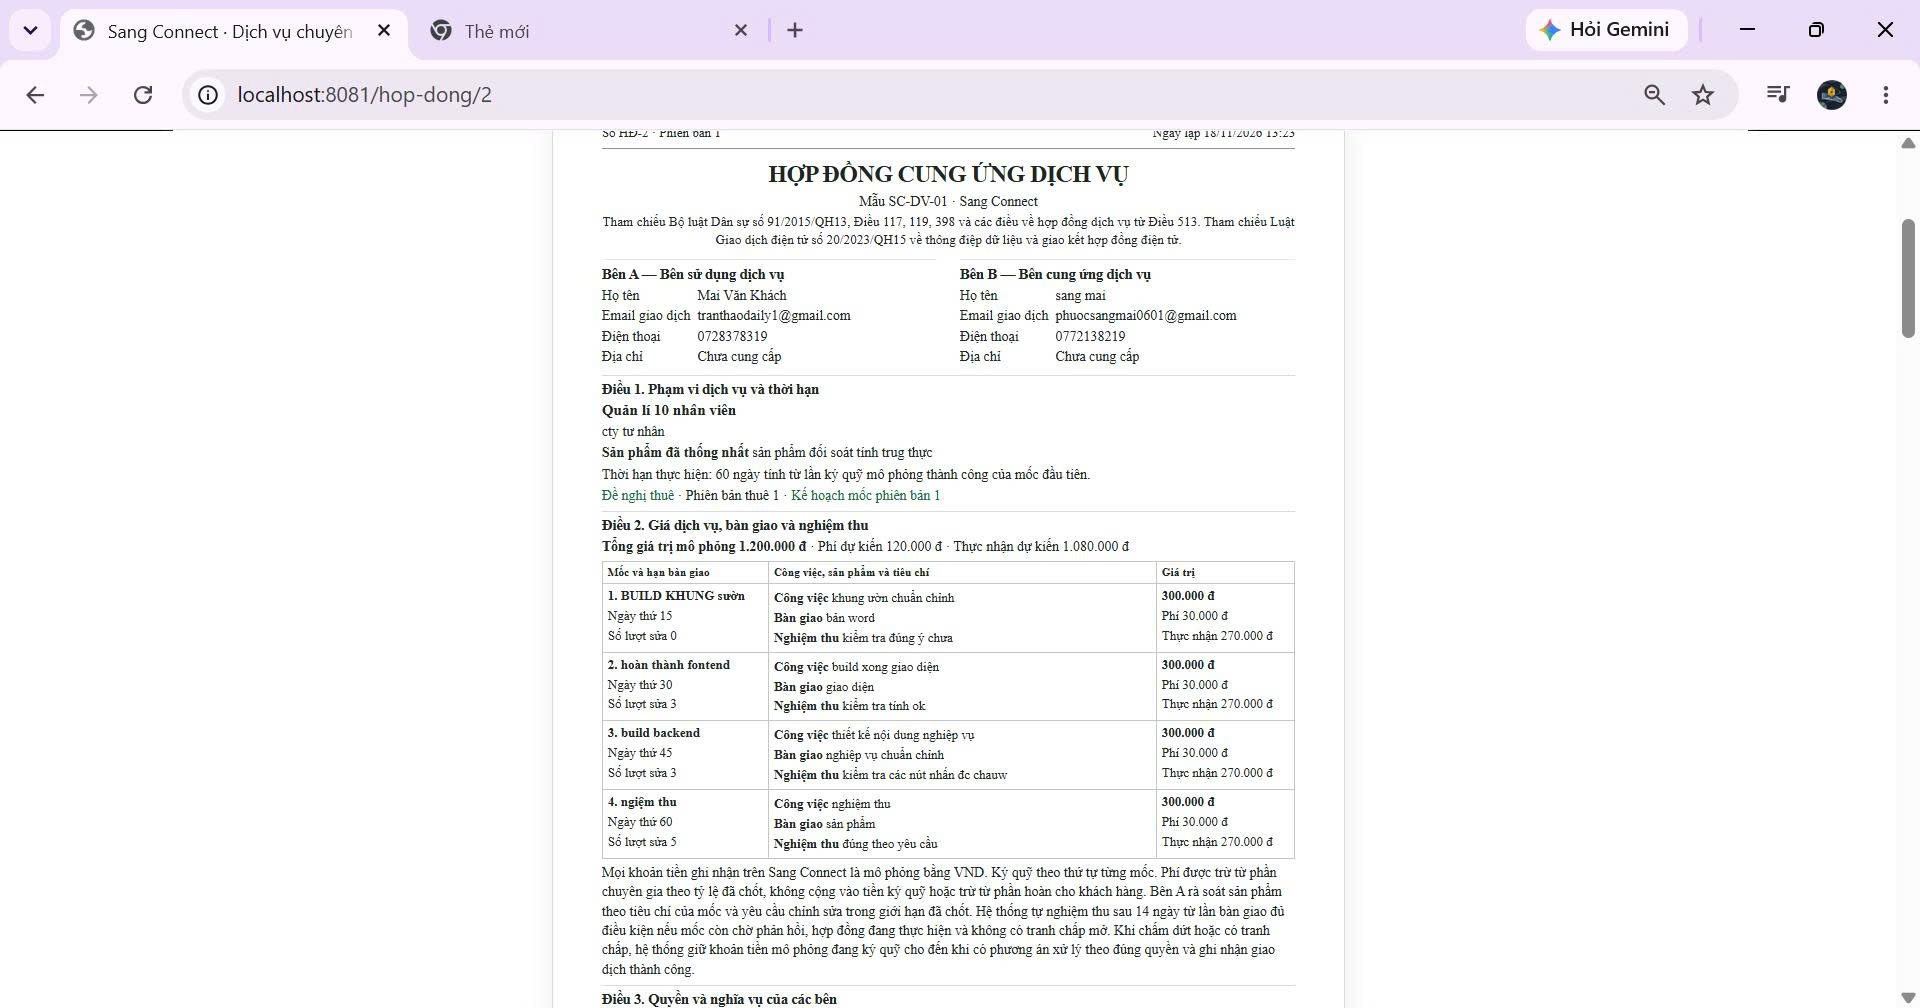 Sang Connect · Dịch vụ chuyên
Thẻ mới
Hỏi Gemini
localhost:8081/hop-dong/2
Số HĐ-2 · Phiên bản 1
Ngày lập 18/11/2026 13:23
HỢP ĐỒNG CUNG ỨNG DỊCH VỤ
Mẫu SC-DV-01 · Sang Connect
Tham chiếu Bộ luật Dân sự số 91/2015/QH13, Điều 117, 119, 398 và các điều về hợp đồng dịch vụ từ Điều 513. Tham chiếu Luật
Giao dịch điện tử số 20/2023/QH15 về thông điệp dữ liệu và giao kết hợp đồng điện tử.
Bên A — Bên sử dụng dịch vụ
Họ tên Mai Văn Khách
Email giao dịch tranthaodaily1@gmail.com
Điện thoại 0728378319
Địa chỉ Chưa cung cấp
Bên B — Bên cung ứng dịch vụ
Họ tên sang mai
Email giao dịch phuocsangmai0601@gmail.com
Điện thoại 0772138219
Địa chỉ Chưa cung cấp
Điều 1. Phạm vi dịch vụ và thời hạn
Quản lí 10 nhân viên
cty tư nhân
Sản phẩm đã thống nhất sản phẩm đối soát tính trug thực
Thời hạn thực hiện: 60 ngày tính từ lần ký quỹ mô phỏng thành công của mốc đầu tiên.
Đề nghị thuê · Phiên bản thuê 1 · Kế hoạch mốc phiên bản 1
Điều 2. Giá dịch vụ, bàn giao và nghiệm thu
Tổng giá trị mô phỏng 1.200.000 đ · Phí dự kiến 120.000 đ · Thực nhận dự kiến 1.080.000 đ
Mốc và hạn bàn giao
Công việc, sản phẩm và tiêu chí
Giá trị
1. BUILD KHUNG sườn
Ngày thứ 15
Số lượt sửa 0
Công việc khung ườn chuẩn chỉnh
Bàn giao bản word
Nghiệm thu kiểm tra đúng ý chưa
300.000 đ
Phí 30.000 đ
Thực nhận 270.000 đ
2. hoàn thành fontend
Ngày thứ 30
Số lượt sửa 3
Công việc build xong giao diện
Bàn giao giao diện
Nghiệm thu kiểm tra tính ok
300.000 đ
Phí 30.000 đ
Thực nhận 270.000 đ
3. build backend
Ngày thứ 45
Số lượt sửa 3
Công việc thiết kế nội dung nghiệp vụ
Bàn giao nghiệp vụ chuẩn chỉnh
Nghiệm thu kiểm tra các nút nhấn đc chauw
300.000 đ
Phí 30.000 đ
Thực nhận 270.000 đ
4. ngiệm thu
Ngày thứ 60
Số lượt sửa 5
Công việc nghiệm thu
Bàn giao sản phẩm
Nghiệm thu đúng theo yêu cầu
300.000 đ
Phí 30.000 đ
Thực nhận 270.000 đ
Mọi khoản tiền ghi nhận trên Sang Connect là mô phỏng bằng VND. Ký quỹ theo thứ tự từng mốc. Phí được trừ từ phần
chuyên gia theo tỷ lệ đã chốt, không cộng vào tiền ký quỹ hoặc trừ từ phần hoàn cho khách hàng. Bên A rà soát sản phẩm
theo tiêu chí của mốc và yêu cầu chỉnh sửa trong giới hạn đã chốt. Hệ thống tự nghiệm thu sau 14 ngày từ lần bàn giao đủ
điều kiện nếu mốc còn chờ phản hồi, hợp đồng đang thực hiện và không có tranh chấp mở. Khi chấm dứt hoặc có tranh
chấp, hệ thống giữ khoản tiền mô phỏng đang ký quỹ cho đến khi có phương án xử lý theo đúng quyền và ghi nhận giao
dịch thành công.
Điều 3. Quyền và nghĩa vụ của các bên